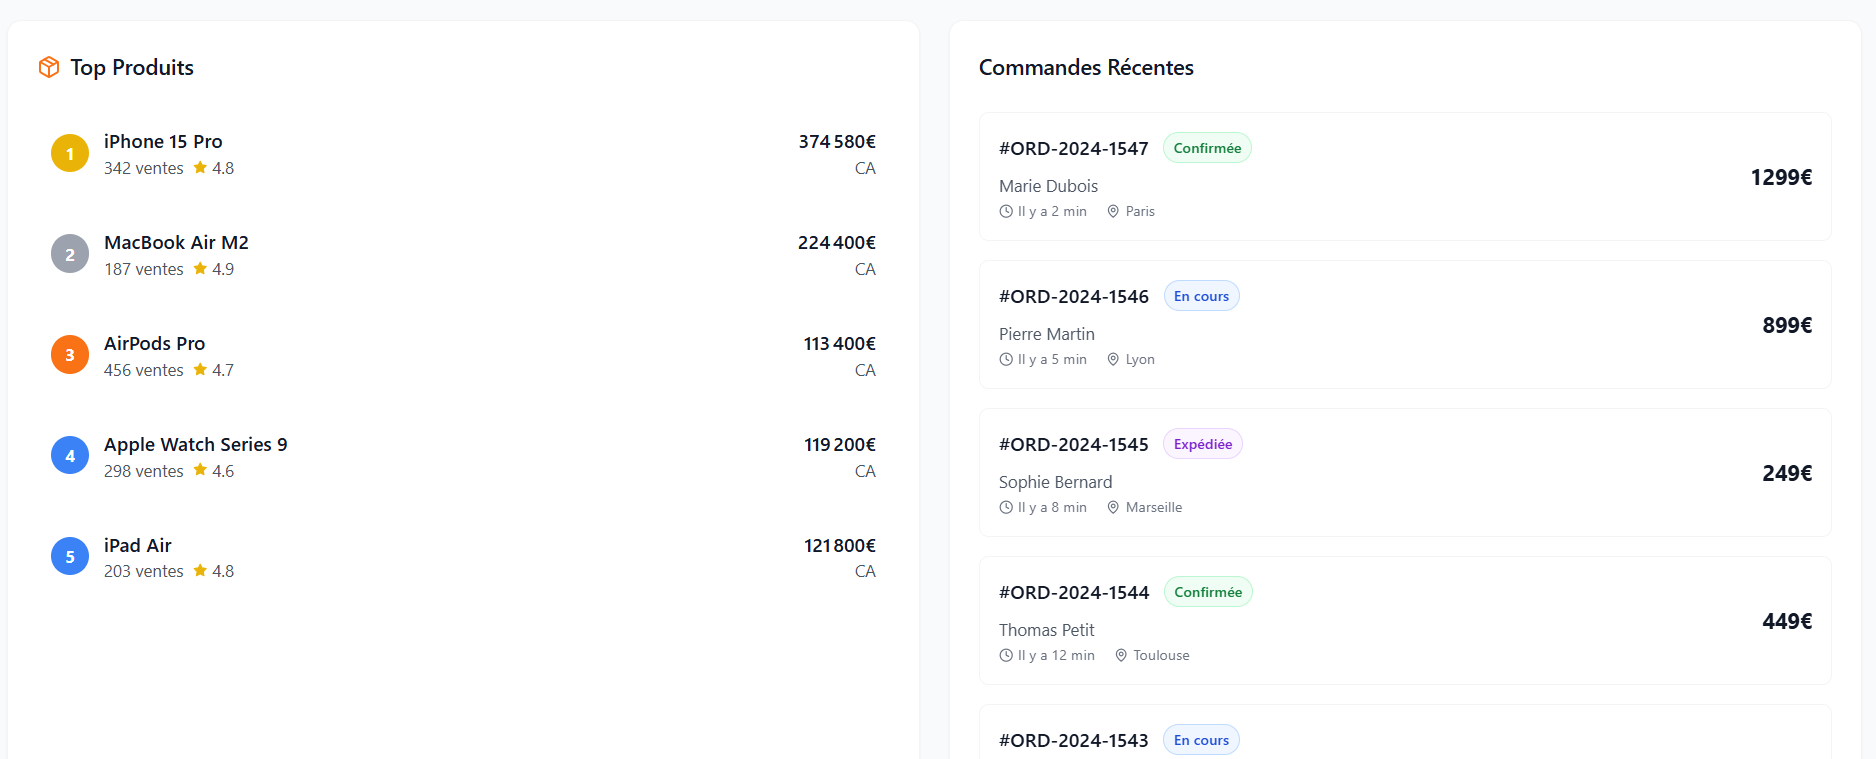 Top Produits
1
iPhone 15 Pro
342 ventes 4.8
374 580€
CA
2
MacBook Air M2
187 ventes 4.9
224 400€
CA
3
AirPods Pro
456 ventes 4.7
113 400€
CA
4
Apple Watch Series 9
298 ventes 4.6
119 200€
CA
5
iPad Air
203 ventes 4.8
121 800€
CA
Commandes Récentes
#ORD-2024-1547 Confirmée
Marie Dubois
Il y a 2 min Paris
1299€
#ORD-2024-1546 En cours
Pierre Martin
Il y a 5 min Lyon
899€
#ORD-2024-1545 Expédiée
Sophie Bernard
Il y a 8 min Marseille
249€
#ORD-2024-1544 Confirmée
Thomas Petit
Il y a 12 min Toulouse
449€
#ORD-2024-1543 En cours